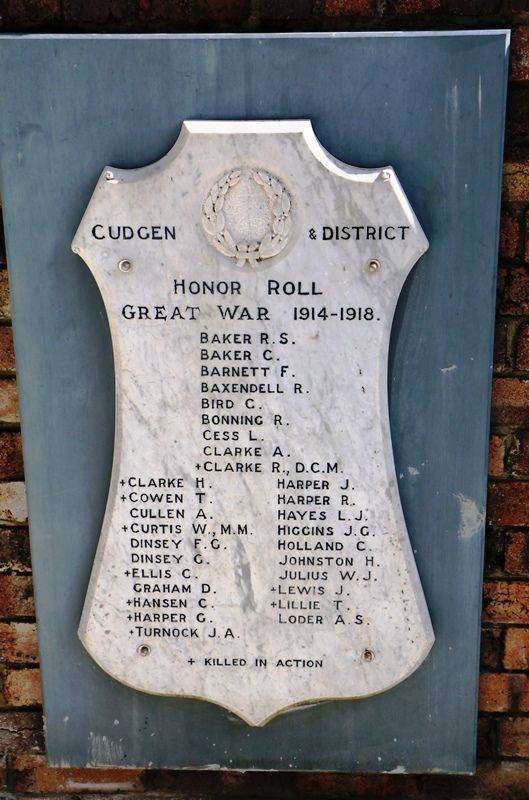 CUDGEN & DISTRICT
HONOR ROLL
GREAT WAR 1914-1918.
BAKER R.S.
BAKER C.
BARNETT F.
BAXENDELL R.
BIRD G.
BONNING R.
CESS L.
CLARKE A.
+CLARKE R., D.C.M.
+CLARKE H.
+COWEN T.
CULLEN A.
+CURTIS W., M.M.
DINSEY F.G.
DINSEY G.
+ELLIS C.
GRAHAM D.
+HANSEN C.
+HARPER G.
+TURNOCK J.A.
HARPER J.
HARPER R.
HAYES L.J.
HIGGINS J.G.
HOLLAND C.
JOHNSTON H.
JULIUS W.J.
+LEWIS J.
+LILLIE T.
LODER A.S.
+ KILLED IN ACTION